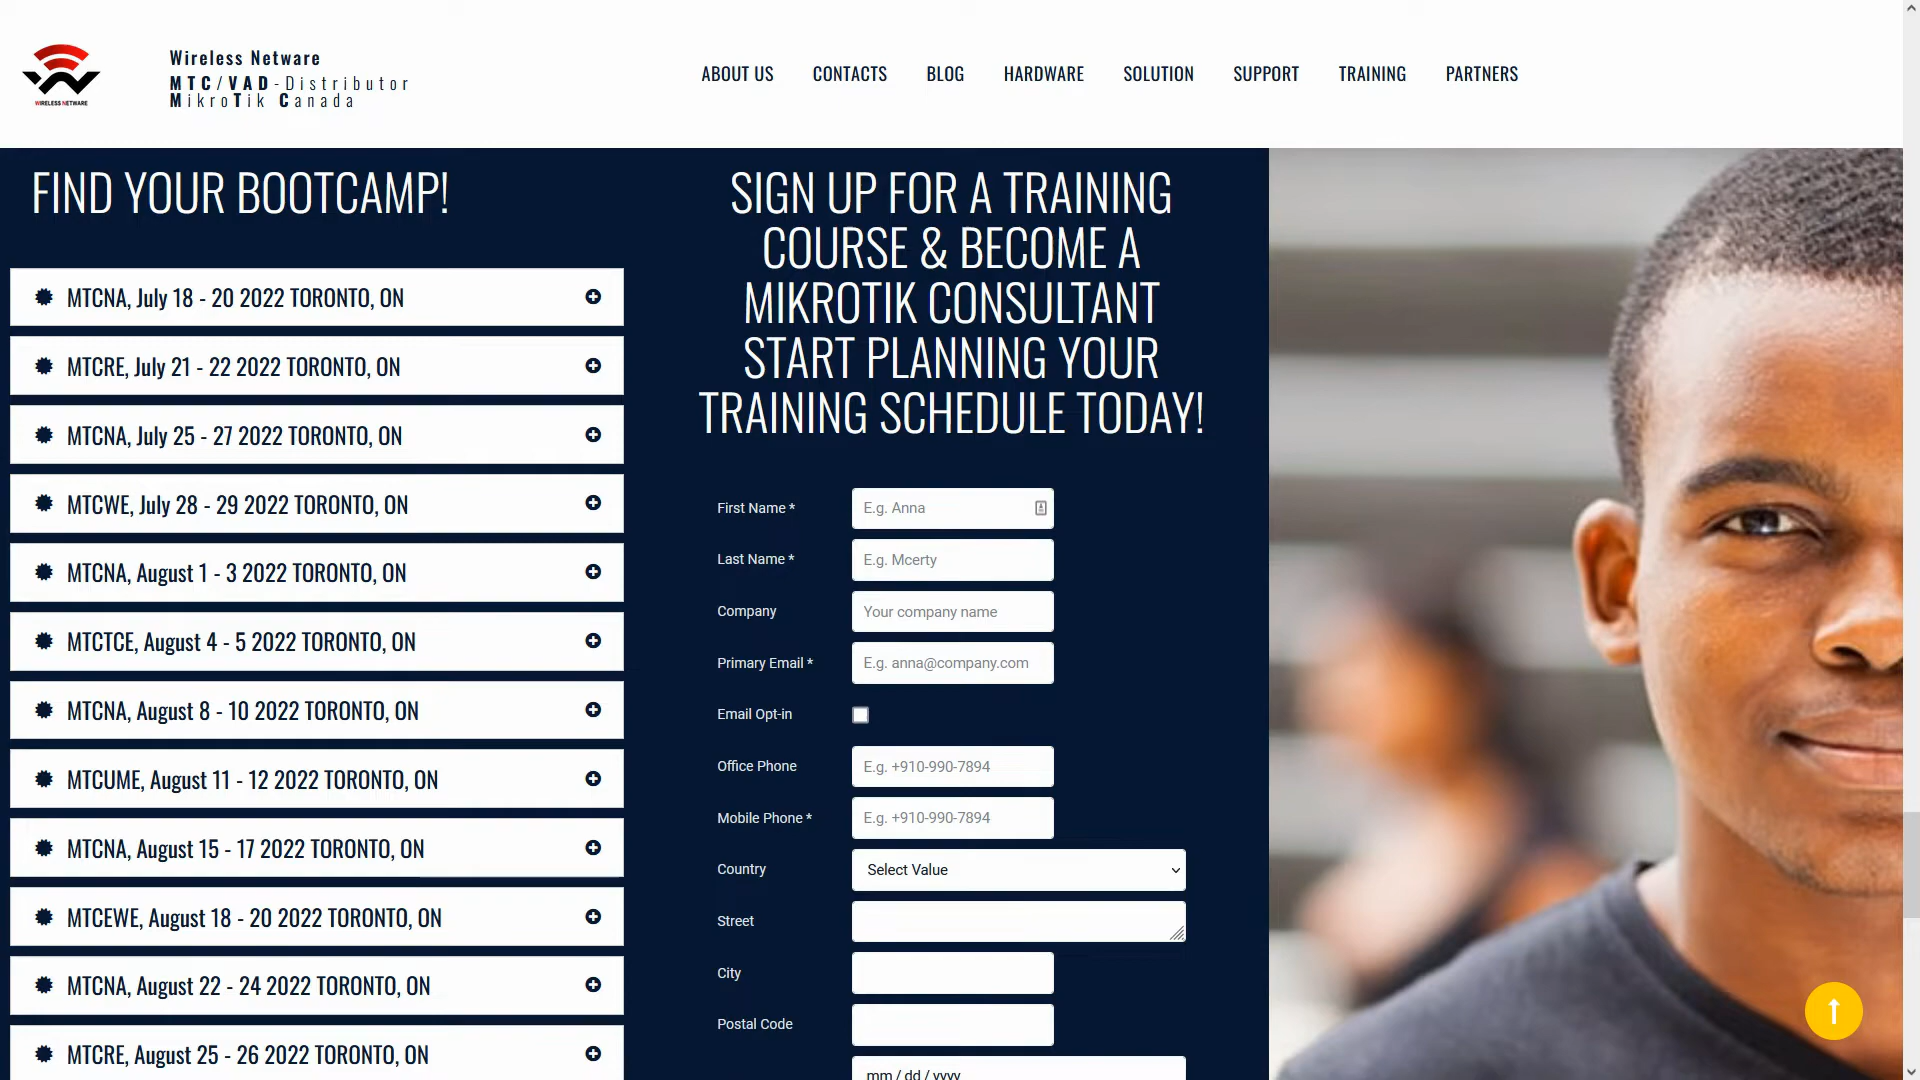 WIRELESS NETWARE
Wireless Netware
MTC/VAD-Distributor
MikroTik Canada
ABOUT US
CONTACTS
BLOG
HARDWARE
SOLUTION
SUPPORT
TRAINING
PARTNERS
FIND YOUR BOOTCAMP!
MTCNA, July 18 - 20 2022 TORONTO, ON
MTCRE, July 21 - 22 2022 TORONTO, ON
MTCNA, July 25 - 27 2022 TORONTO, ON
MTCWE, July 28 - 29 2022 TORONTO, ON
MTCNA, August 1 - 3 2022 TORONTO, ON
MTCTCE, August 4 - 5 2022 TORONTO, ON
MTCNA, August 8 - 10 2022 TORONTO, ON
MTCUME, August 11 - 12 2022 TORONTO, ON
MTCNA, August 15 - 17 2022 TORONTO, ON
MTCEWE, August 18 - 20 2022 TORONTO, ON
MTCNA, August 22 - 24 2022 TORONTO, ON
MTCRE, August 25 - 26 2022 TORONTO, ON
SIGN UP FOR A TRAINING
COURSE & BECOME A
MIKROTIK CONSULTANT
START PLANNING YOUR
TRAINING SCHEDULE TODAY!
First Name * E.g. Anna
Last Name * E.g. Mcerty
Company Your company name
Primary Email * E.g. anna@company.com
Email Opt-in
Office Phone E.g. +910-990-7894
Mobile Phone * E.g. +910-990-7894
Country Select Value
Street
City
Postal Code
mm / dd / yyyy